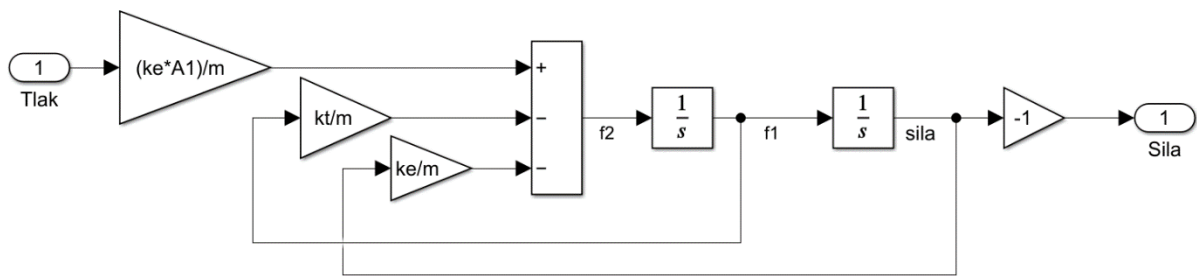 1
Tlak
(ke*A1)/m
kt/m
ke/m
+
−
−
f2
1
s
f1
1
s
sila
-1
1
Sila